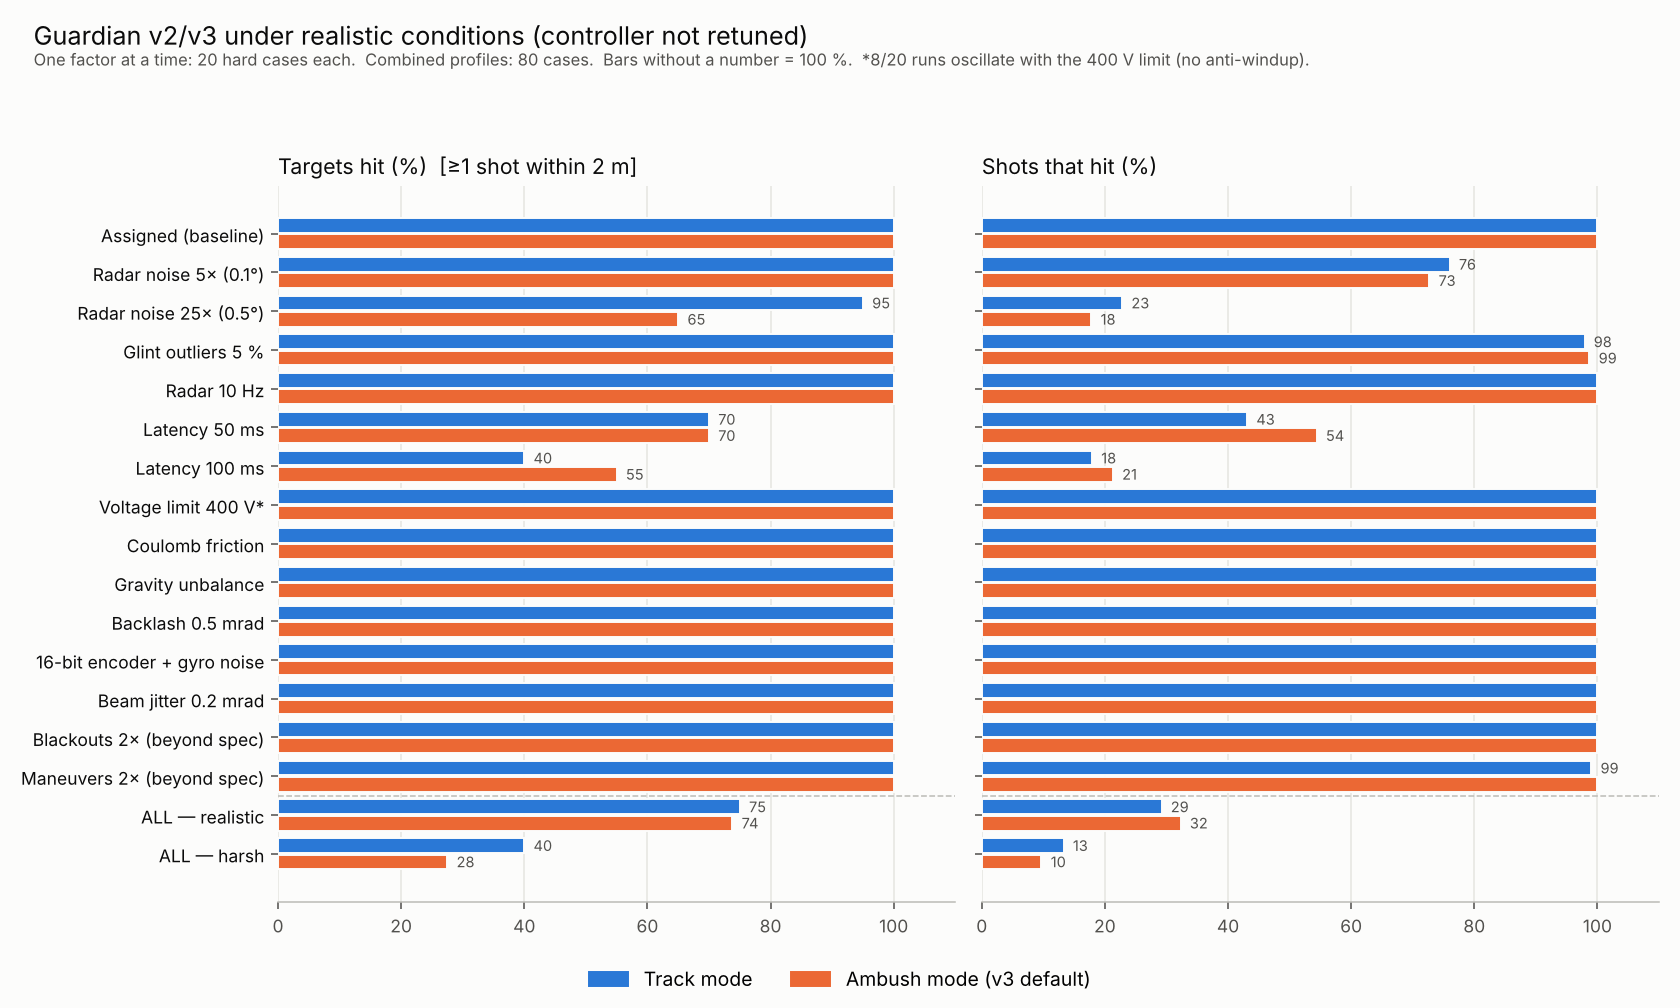 Guardian v2/v3 under realistic conditions (controller not retuned)
One factor at a time: 20 hard cases each.  Combined profiles: 80 cases.  Bars without a number = 100 %.  *8/20 runs oscillate with the 400 V limit (no anti-windup).
Targets hit (%)  [≥1 shot within 2 m]
Shots that hit (%)
Assigned (baseline)
Radar noise 5× (0.1°)
76
73
Radar noise 25× (0.5°)
95
65
23
18
Glint outliers 5 %
98
99
Radar 10 Hz
Latency 50 ms
70
70
43
54
Latency 100 ms
40
55
18
21
Voltage limit 400 V*
Coulomb friction
Gravity unbalance
Backlash 0.5 mrad
16-bit encoder + gyro noise
Beam jitter 0.2 mrad
Blackouts 2× (beyond spec)
Maneuvers 2× (beyond spec)
99
ALL — realistic
75
74
29
32
ALL — harsh
40
28
13
10
0 20 40 60 80 100
0 20 40 60 80 100
Track mode
Ambush mode (v3 default)